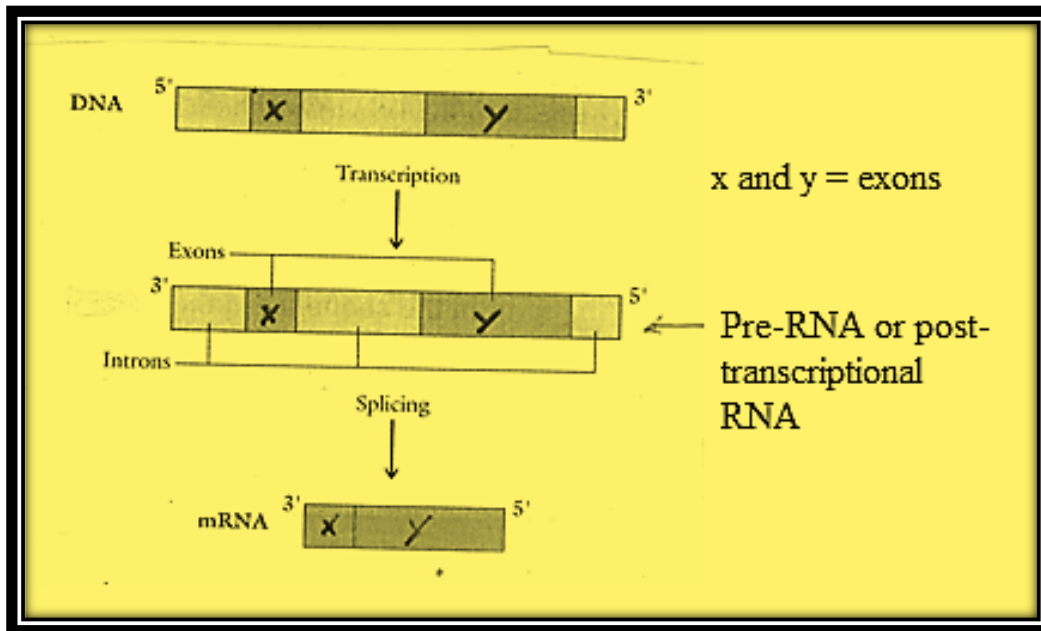 5' 3'
DNA X Y
Transcription
x and y = exons
Exons
3' 5'
X Y
Pre-RNA or post-
transcriptional
RNA
Introns
Splicing
3' 5'
mRNA X Y